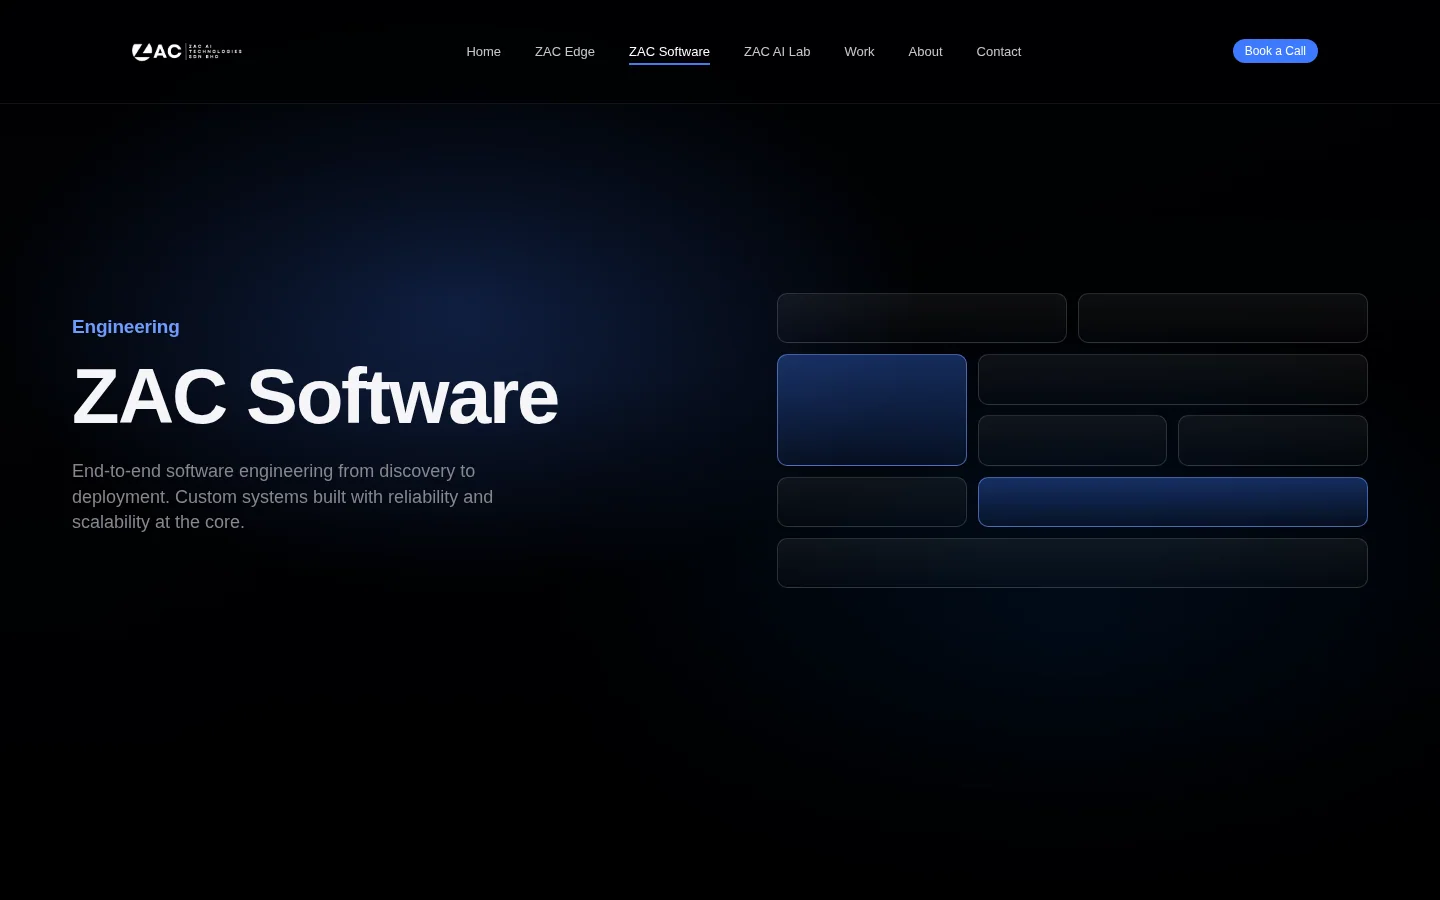 ZAC
ZAC AI
TECHNOLOGIES
SDN BHD
Home
ZAC Edge
ZAC Software
ZAC AI Lab
Work
About
Contact
Book a Call
Engineering
ZAC Software
End-to-end software engineering from discovery to
deployment. Custom systems built with reliability and
scalability at the core.